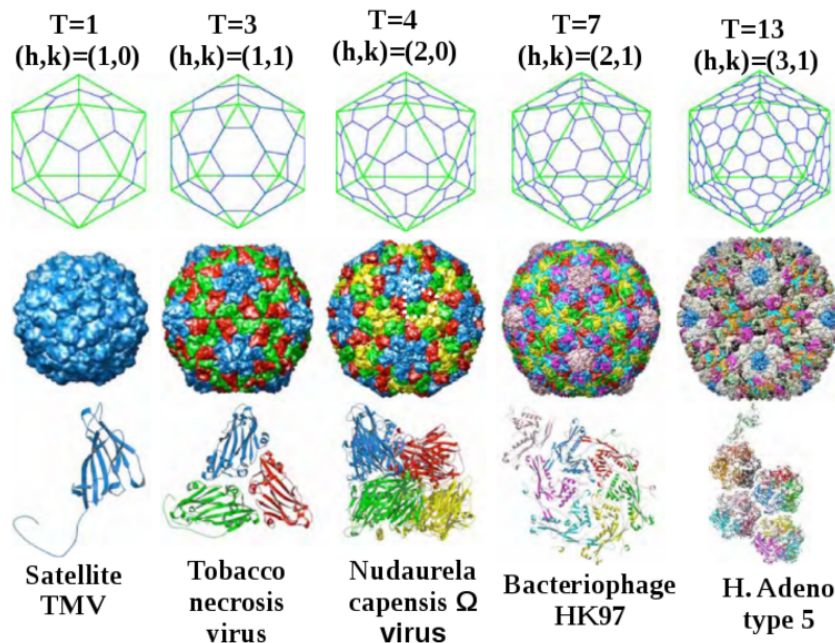 T=1
(h,k)=(1,0)
T=3
(h,k)=(1,1)
T=4
(h,k)=(2,0)
T=7
(h,k)=(2,1)
T=13
(h,k)=(3,1)
Satellite
TMV
Tobacco
necrosis
virus
Nudaurela
capensis Ω
virus
Bacteriophage
HK97
H. Adeno
type 5